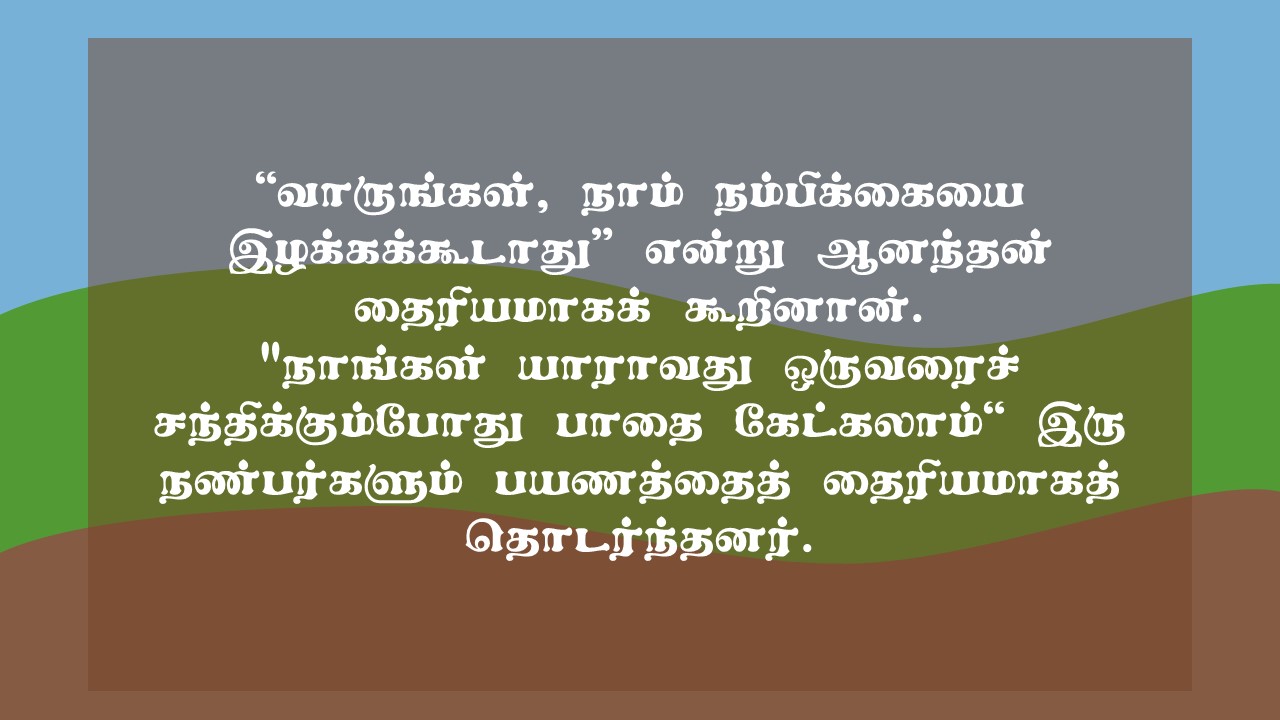 “வாருங்கள், நாம் நம்பிக்கையை
இழக்கக்கூடாது” என்று ஆனந்தன்
தைரியமாகக் கூறினான்.
"நாங்கள் யாராவது ஒருவரைச்
சந்திக்கும்போது பாதை கேட்கலாம்“ இரு
நண்பர்களும் பயணத்தைத் தைரியமாகத்
தொடர்ந்தனர்.